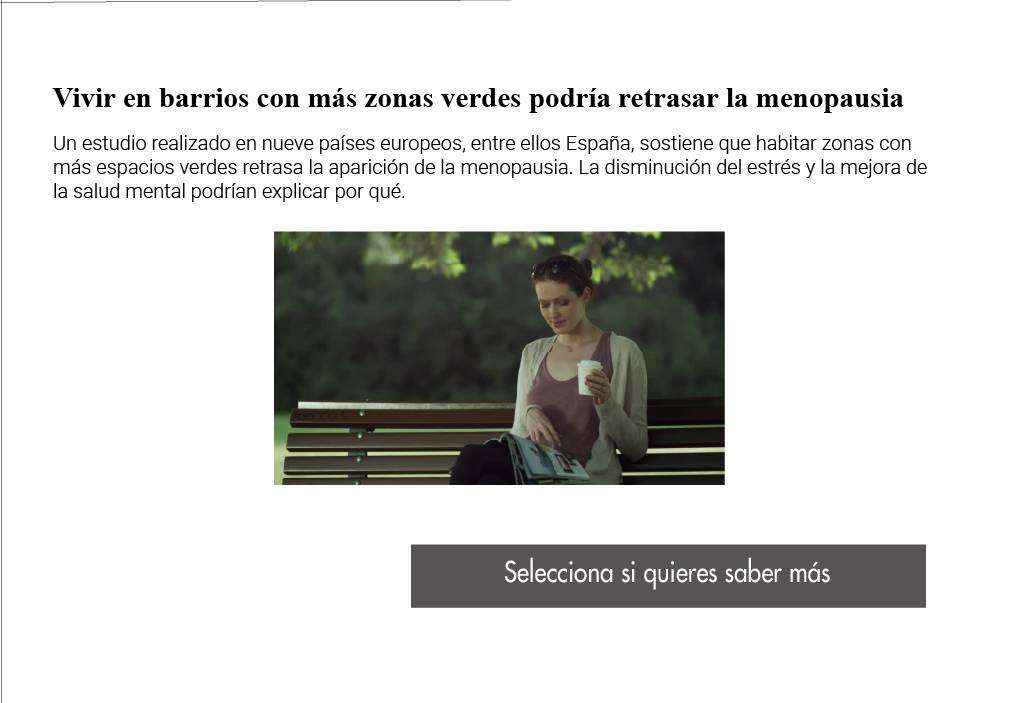 Vivir en barrios con más zonas verdes podría retrasar la menopausia
Un estudio realizado en nueve países europeos, entre ellos España, sostiene que habitar zonas con
más espacios verdes retrasa la aparición de la menopausia. La disminución del estrés y la mejora de
la salud mental podrían explicar por qué.
Selecciona si quieres saber más